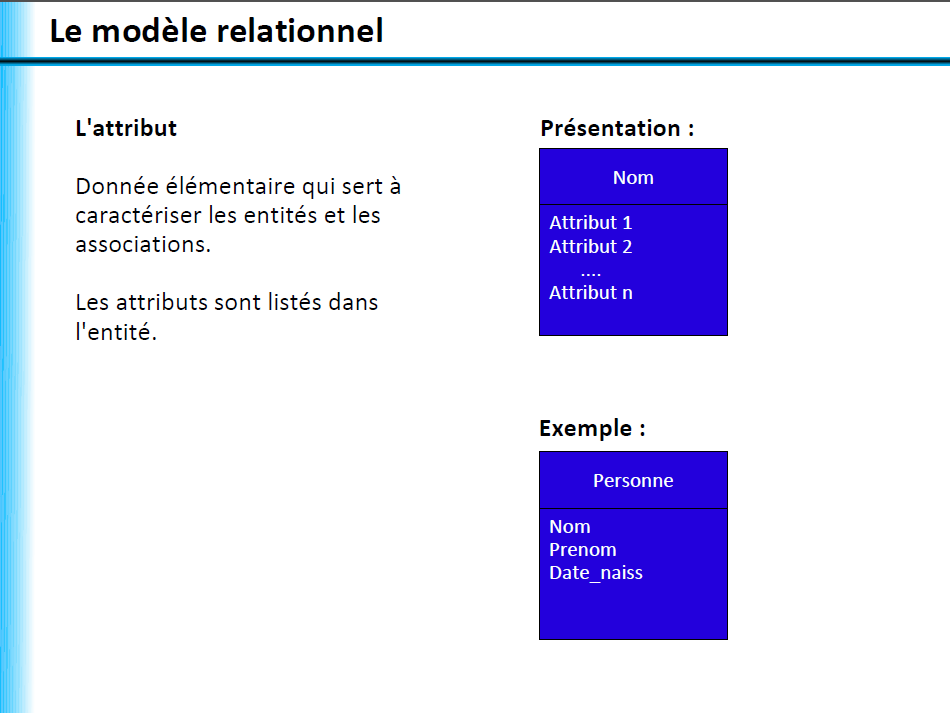 Le modèle relationnel
L'attribut
Donnée élémentaire qui sert à
caractériser les entités et les
associations.
Les attributs sont listés dans
l'entité.
Présentation :
Nom
Attribut 1
Attribut 2
....
Attribut n
Exemple :
Personne
Nom
Prenom
Date_naiss